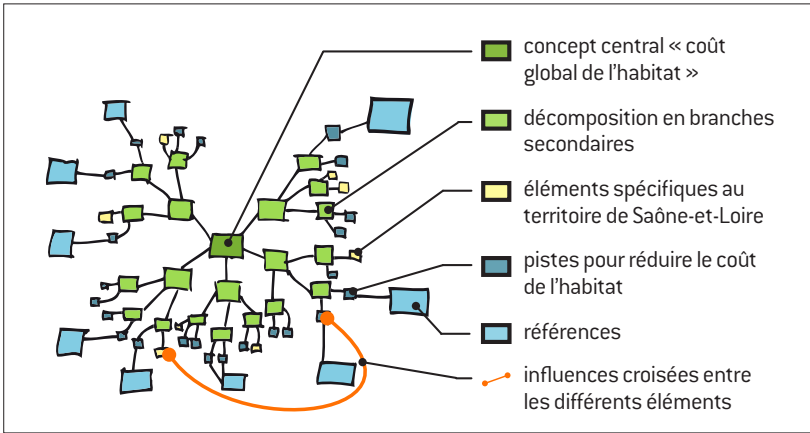 concept central « coût
global de l'habitat »
décomposition en branches
secondaires
éléments spécifiques au
territoire de Saône-et-Loire
pistes pour réduire le coût
de l'habitat
références
influences croisées entre
les différents éléments